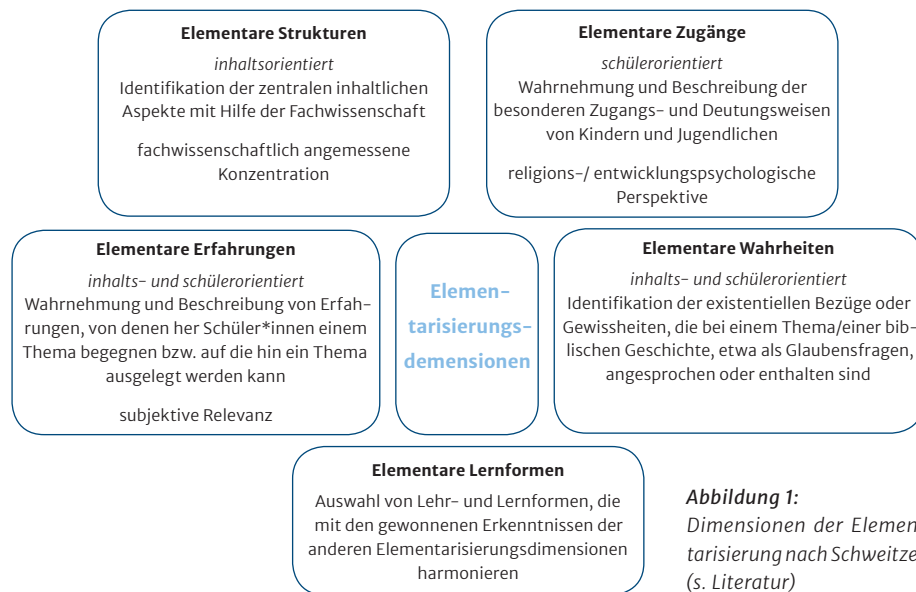 Elementare Strukturen
inhaltsorientiert
Identifikation der zentralen inhaltlichen
Aspekte mit Hilfe der Fachwissenschaft
fachwissenschaftlich angemessene
Konzentration
Elementare Zugänge
schülerorientiert
Wahrnehmung und Beschreibung der
besonderen Zugangs- und Deutungsweisen
von Kindern und Jugendlichen
religions-/ entwicklungspsychologische
Perspektive
Elementare Erfahrungen
inhalts- und schülerorientiert
Wahrnehmung und Beschreibung von Erfah-
rungen, von denen her Schüler*innen einem
Thema begegnen bzw. auf die hin ein Thema
ausgelegt werden kann
subjektive Relevanz
Elemen-
tarisierungs-
demensionen
Elementare Wahrheiten
inhalts- und schülerorientiert
Identifikation der existentiellen Bezüge oder
Gewissheiten, die bei einem Thema/einer bib-
lischen Geschichte, etwa als Glaubensfragen,
angesprochen oder enthalten sind
Elementare Lernformen
Auswahl von Lehr- und Lernformen, die
mit den gewonnenen Erkenntnissen der
anderen Elementarisierungsdimensionen
harmonieren
Abbildung 1:
Dimensionen der Elemen
tarisierung nach Schweitze
(s. Literatur)